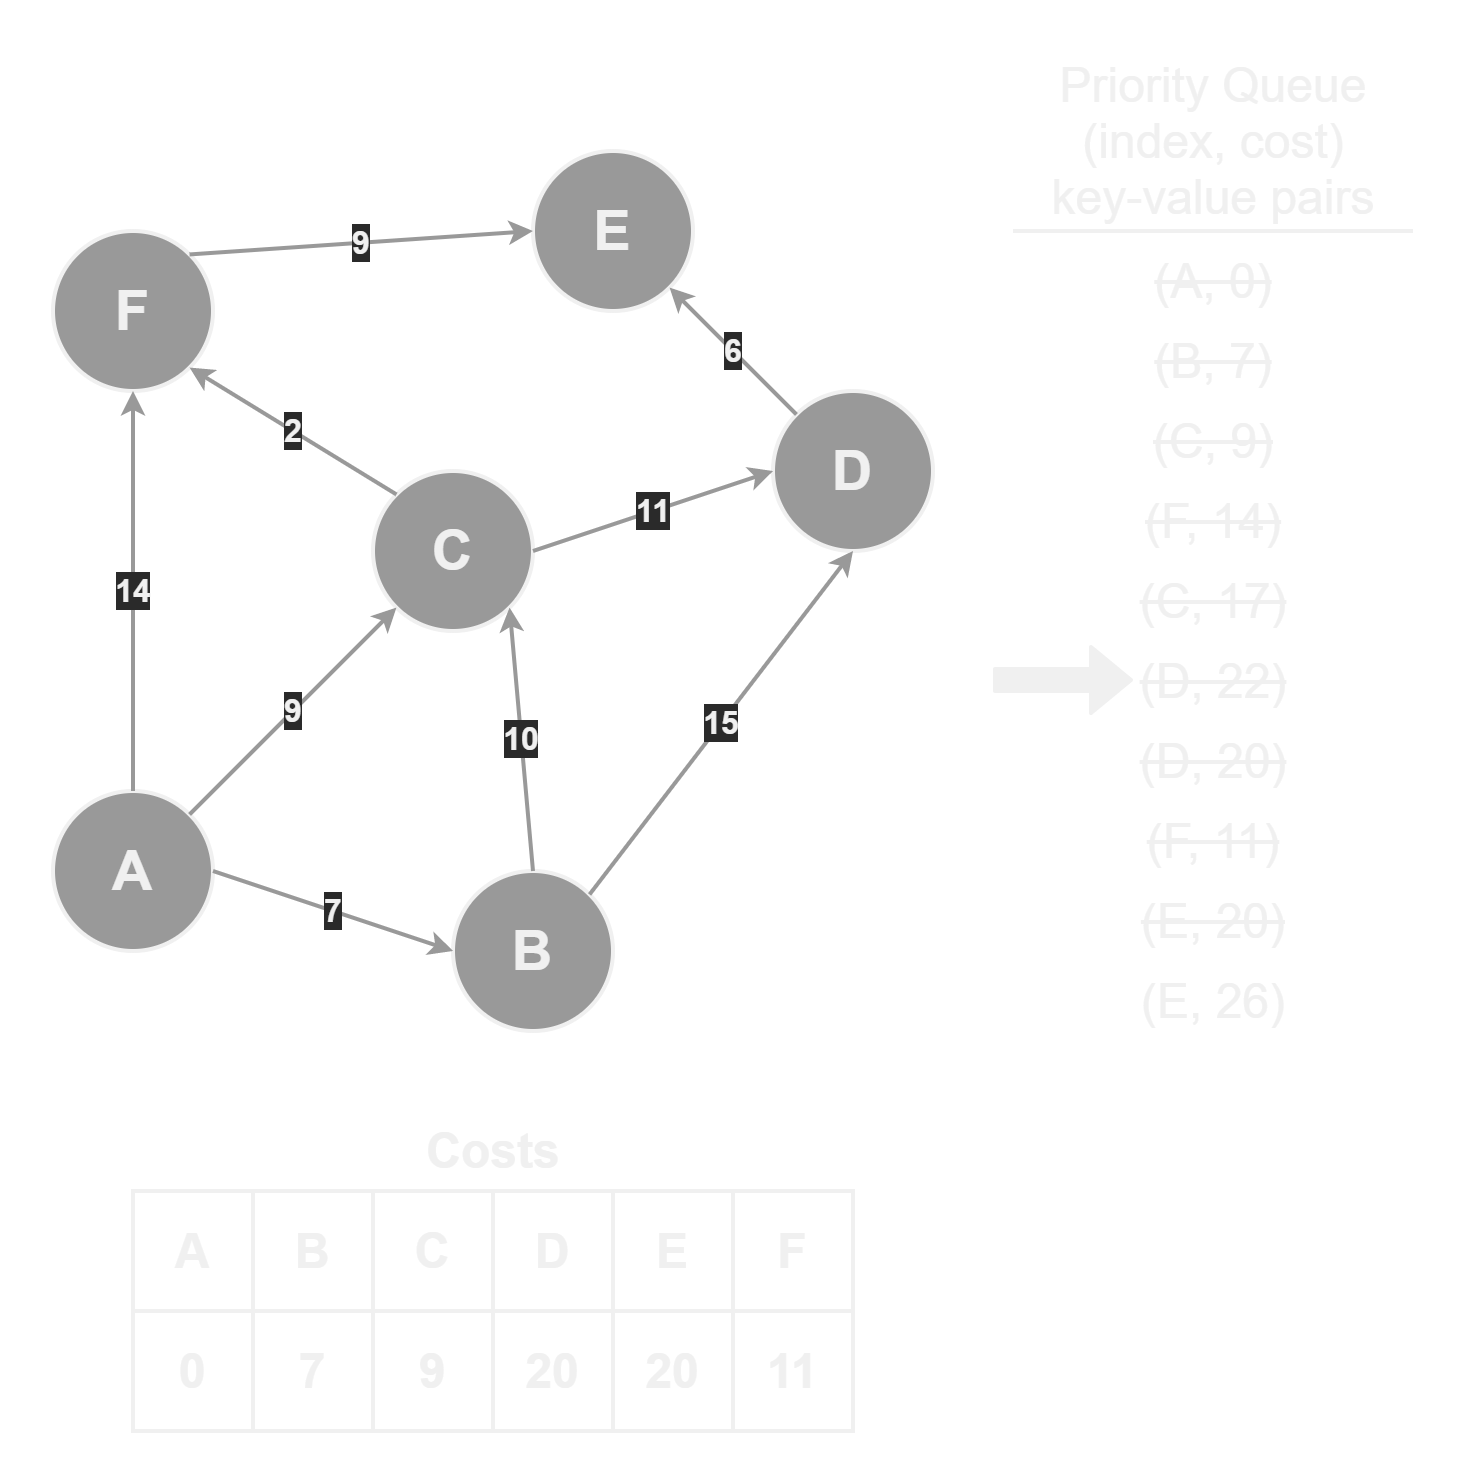 Priority Queue
(index, cost)
key-value pairs
(A, 0)
(B, 7)
(C, 9)
(F, 14)
(C, 17)
(D, 22)
(D, 20)
(F, 11)
(E, 20)
(E, 26)
E
9
F
6
2
D
11
C
14
9
15
10
A
7
B
Costs
A B C D E F
0 7 9 20 20 11